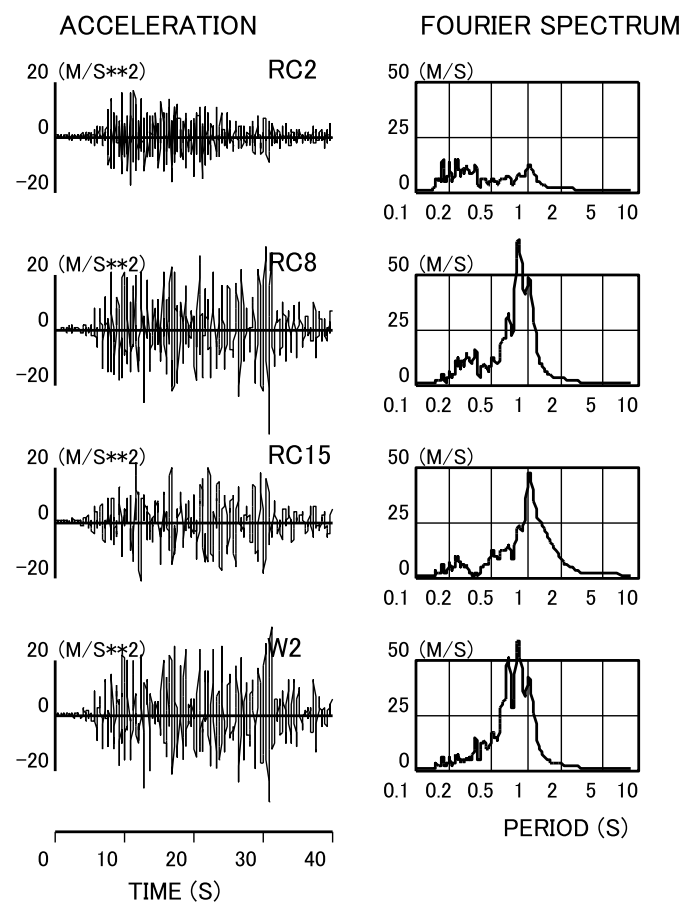 ACCELERATION FOURIER SPECTRUM
20 (M/S**2) RC2 50 (M/S)
0 25
−20 0
0.1 0.2 0.5 1 2 5 10
20 (M/S**2) RC8 50 (M/S)
0 25
−20 0
0.1 0.2 0.5 1 2 5 10
20 (M/S**2) RC15 50 (M/S)
0 25
−20 0
0.1 0.2 0.5 1 2 5 10
20 (M/S**2) W2 50 (M/S)
0 25
−20 0
0.1 0.2 0.5 1 2 5 10
PERIOD (S)
0 10 20 30 40
TIME (S)